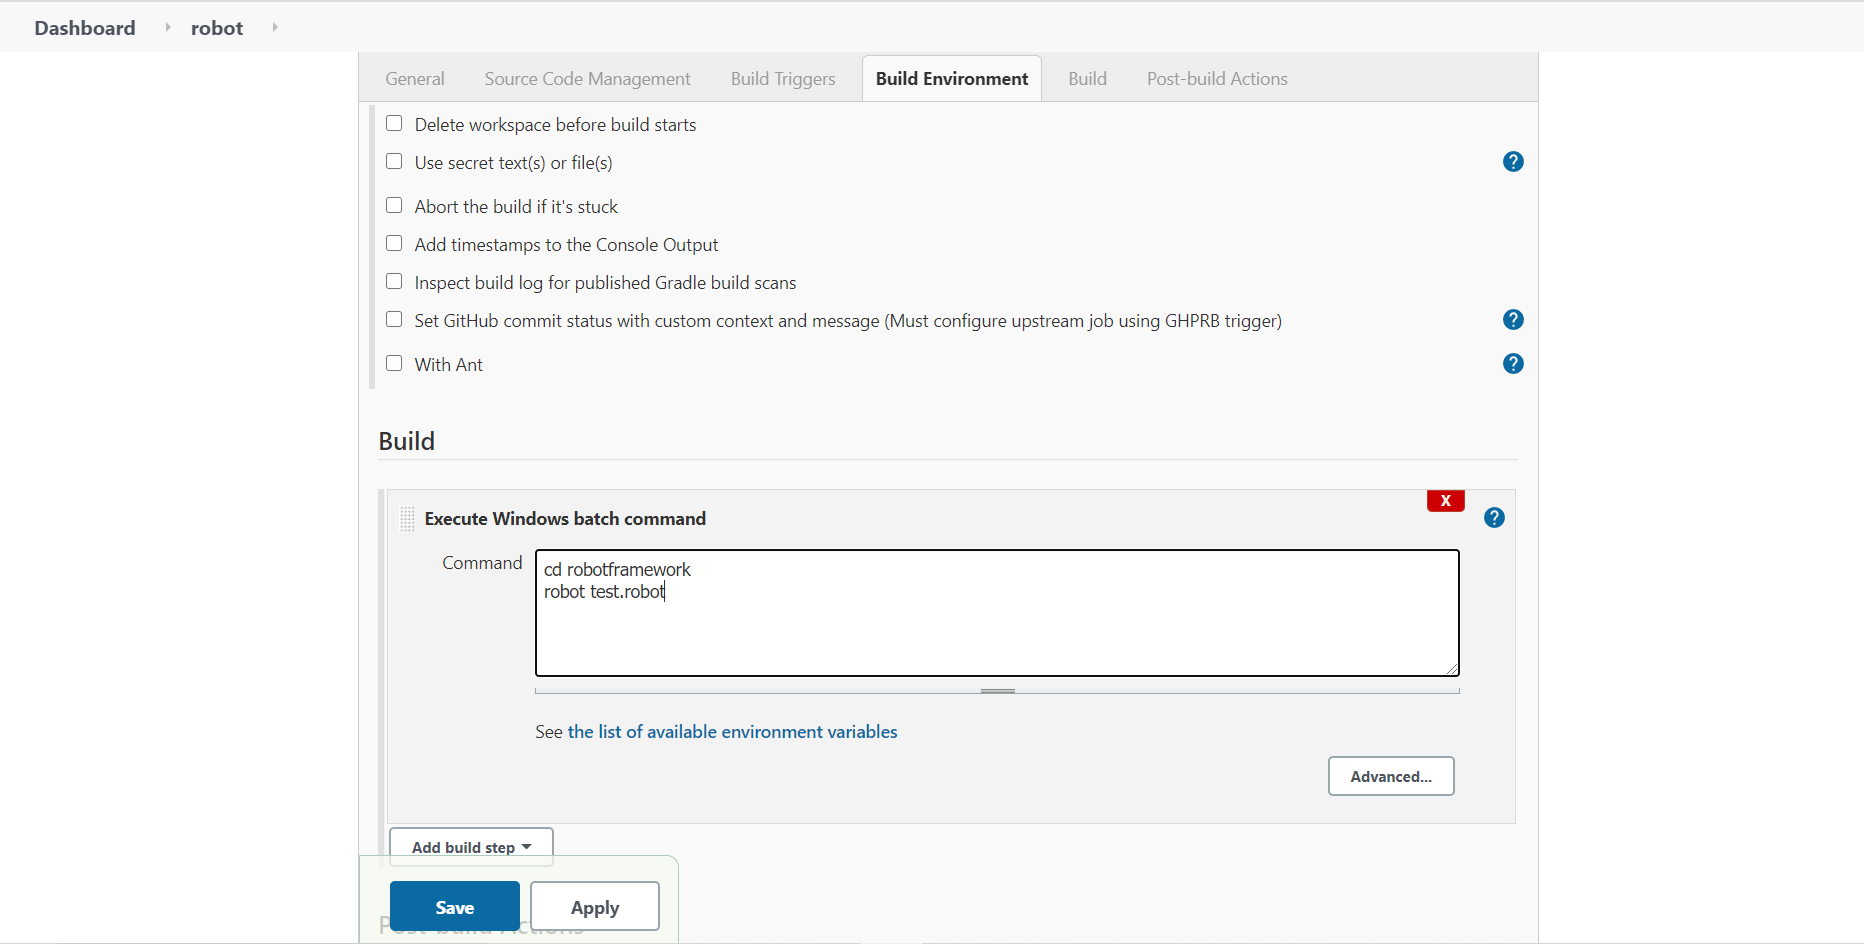 Dashboard robot
General Source Code Management Build Triggers Build Environment Build Post-build Actions
Delete workspace before build starts
Use secret text(s) or file(s) ?
Abort the build if it's stuck
Add timestamps to the Console Output
Inspect build log for published Gradle build scans
Set GitHub commit status with custom context and message (Must configure upstream job using GHPRB trigger) ?
With Ant ?
Build
X
Execute Windows batch command ?
Command
cd robotframework
robot test.robot
See the list of available environment variables
Advanced...
Add build step
Save Apply
Post-build Actions